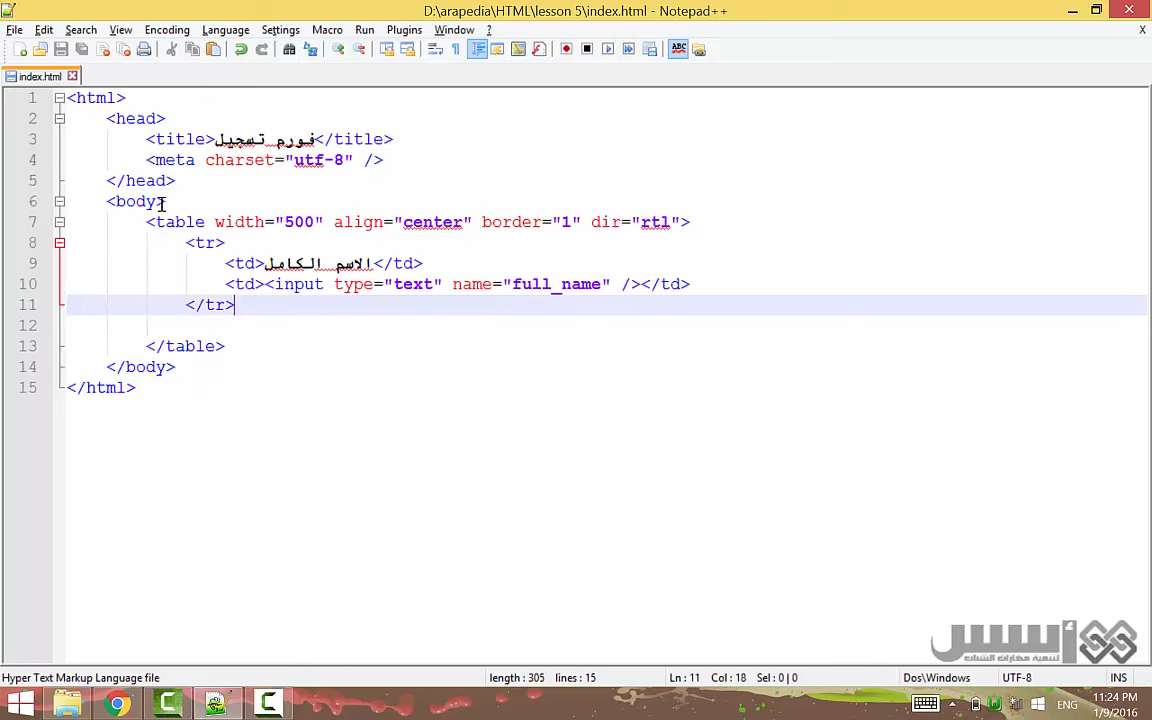 D:\arapedia\HTML\lesson 5\index.html - Notepad++
File Edit Search View Encoding Language Settings Macro Run Plugins Window ? X
ABC
index.html
1 <html>
2 <head>
3 <title>فورم تسجيل</title>
4 <meta charset="utf-8" />
5 </head>
6 <body>
7 <table width="500" align="center" border="1" dir="rtl">
8 <tr>
9 <td>الاسم الكامل</td>
10 <td><input type="text" name="full_name" /></td>
11 </tr>
12
13 </table>
14 </body>
15 </html>
أسس
لتنمية مهارات الشباب
Hyper Text Markup Language file length : 305 lines : 15 Ln : 11 Col : 18 Sel : 0 | 0 Dos\Windows UTF-8 INS
ENG
11:24 PM
1/9/2016